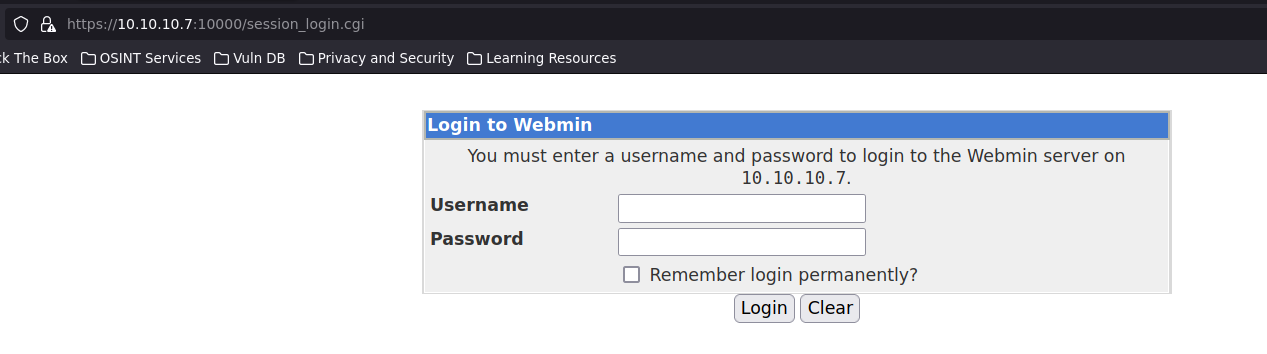 https://10.10.10.7:10000/session_login.cgi
ck The Box OSINT Services Vuln DB Privacy and Security Learning Resources
Login to Webmin
You must enter a username and password to login to the Webmin server on
10.10.10.7.
Username
Password
Remember login permanently?
Login Clear